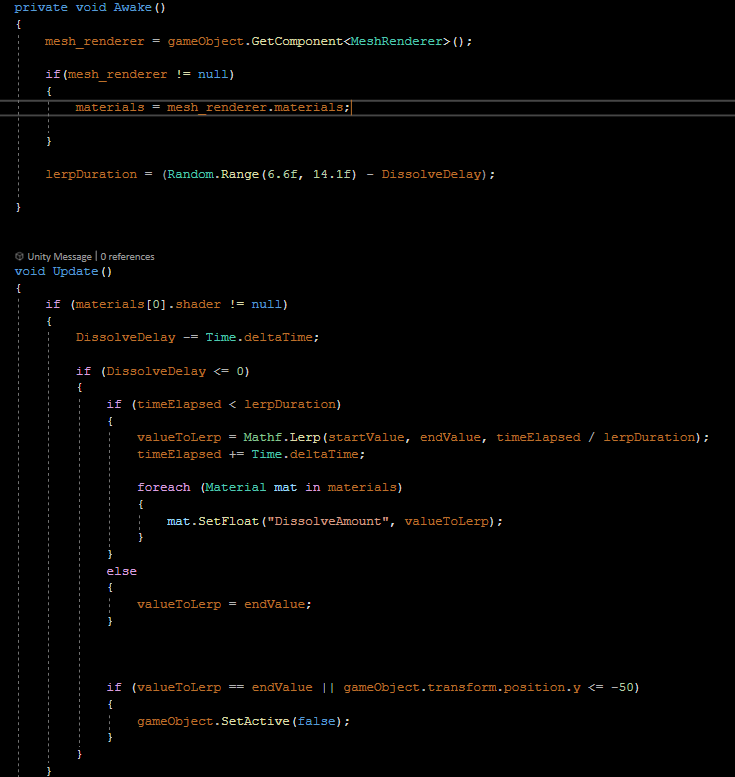 private void Awake()
{
mesh_renderer = gameObject.GetComponent<MeshRenderer>();
if(mesh_renderer != null)
{
materials = mesh_renderer.materials;
}
lerpDuration = (Random.Range(6.6f, 14.1f) - DissolveDelay);
}
Unity Message | 0 references
void Update()
{
if (materials[0].shader != null)
{
DissolveDelay -= Time.deltaTime;
if (DissolveDelay <= 0)
{
if (timeElapsed < lerpDuration)
{
valueToLerp = Mathf.Lerp(startValue, endValue, timeElapsed / lerpDuration);
timeElapsed += Time.deltaTime;
foreach (Material mat in materials)
{
mat.SetFloat("DissolveAmount", valueToLerp);
}
}
else
{
valueToLerp = endValue;
}
if (valueToLerp == endValue || gameObject.transform.position.y <= -50)
{
gameObject.SetActive(false);
}
}
}